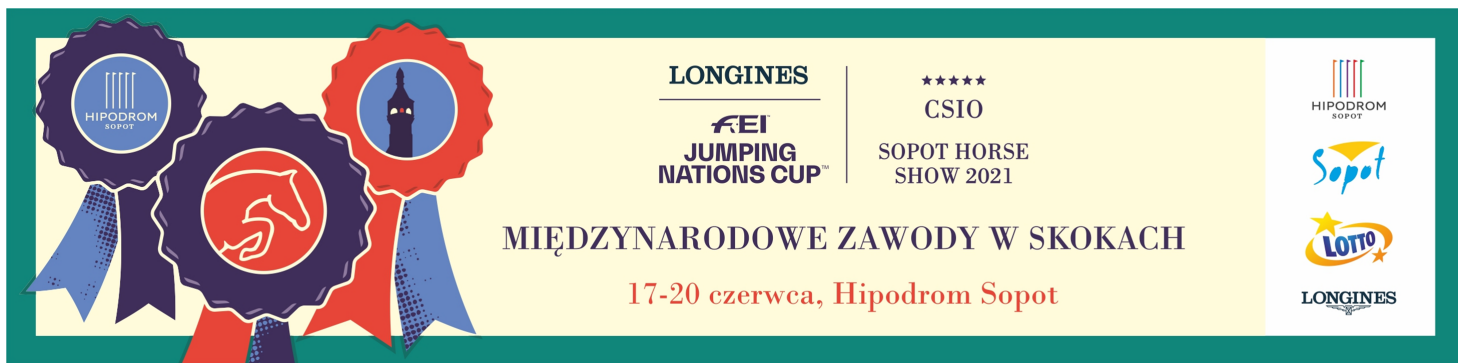 HIPODROM
SOPOT
LONGINES
FEI
JUMPING
NATIONS CUP™
★★★★★
CSIO
SOPOT HORSE
SHOW 2021
MIĘDZYNARODOWE ZAWODY W SKOKACH
17-20 czerwca, Hipodrom Sopot
HIPODROM
SOPOT
Sopot
LOTTO
LONGINES